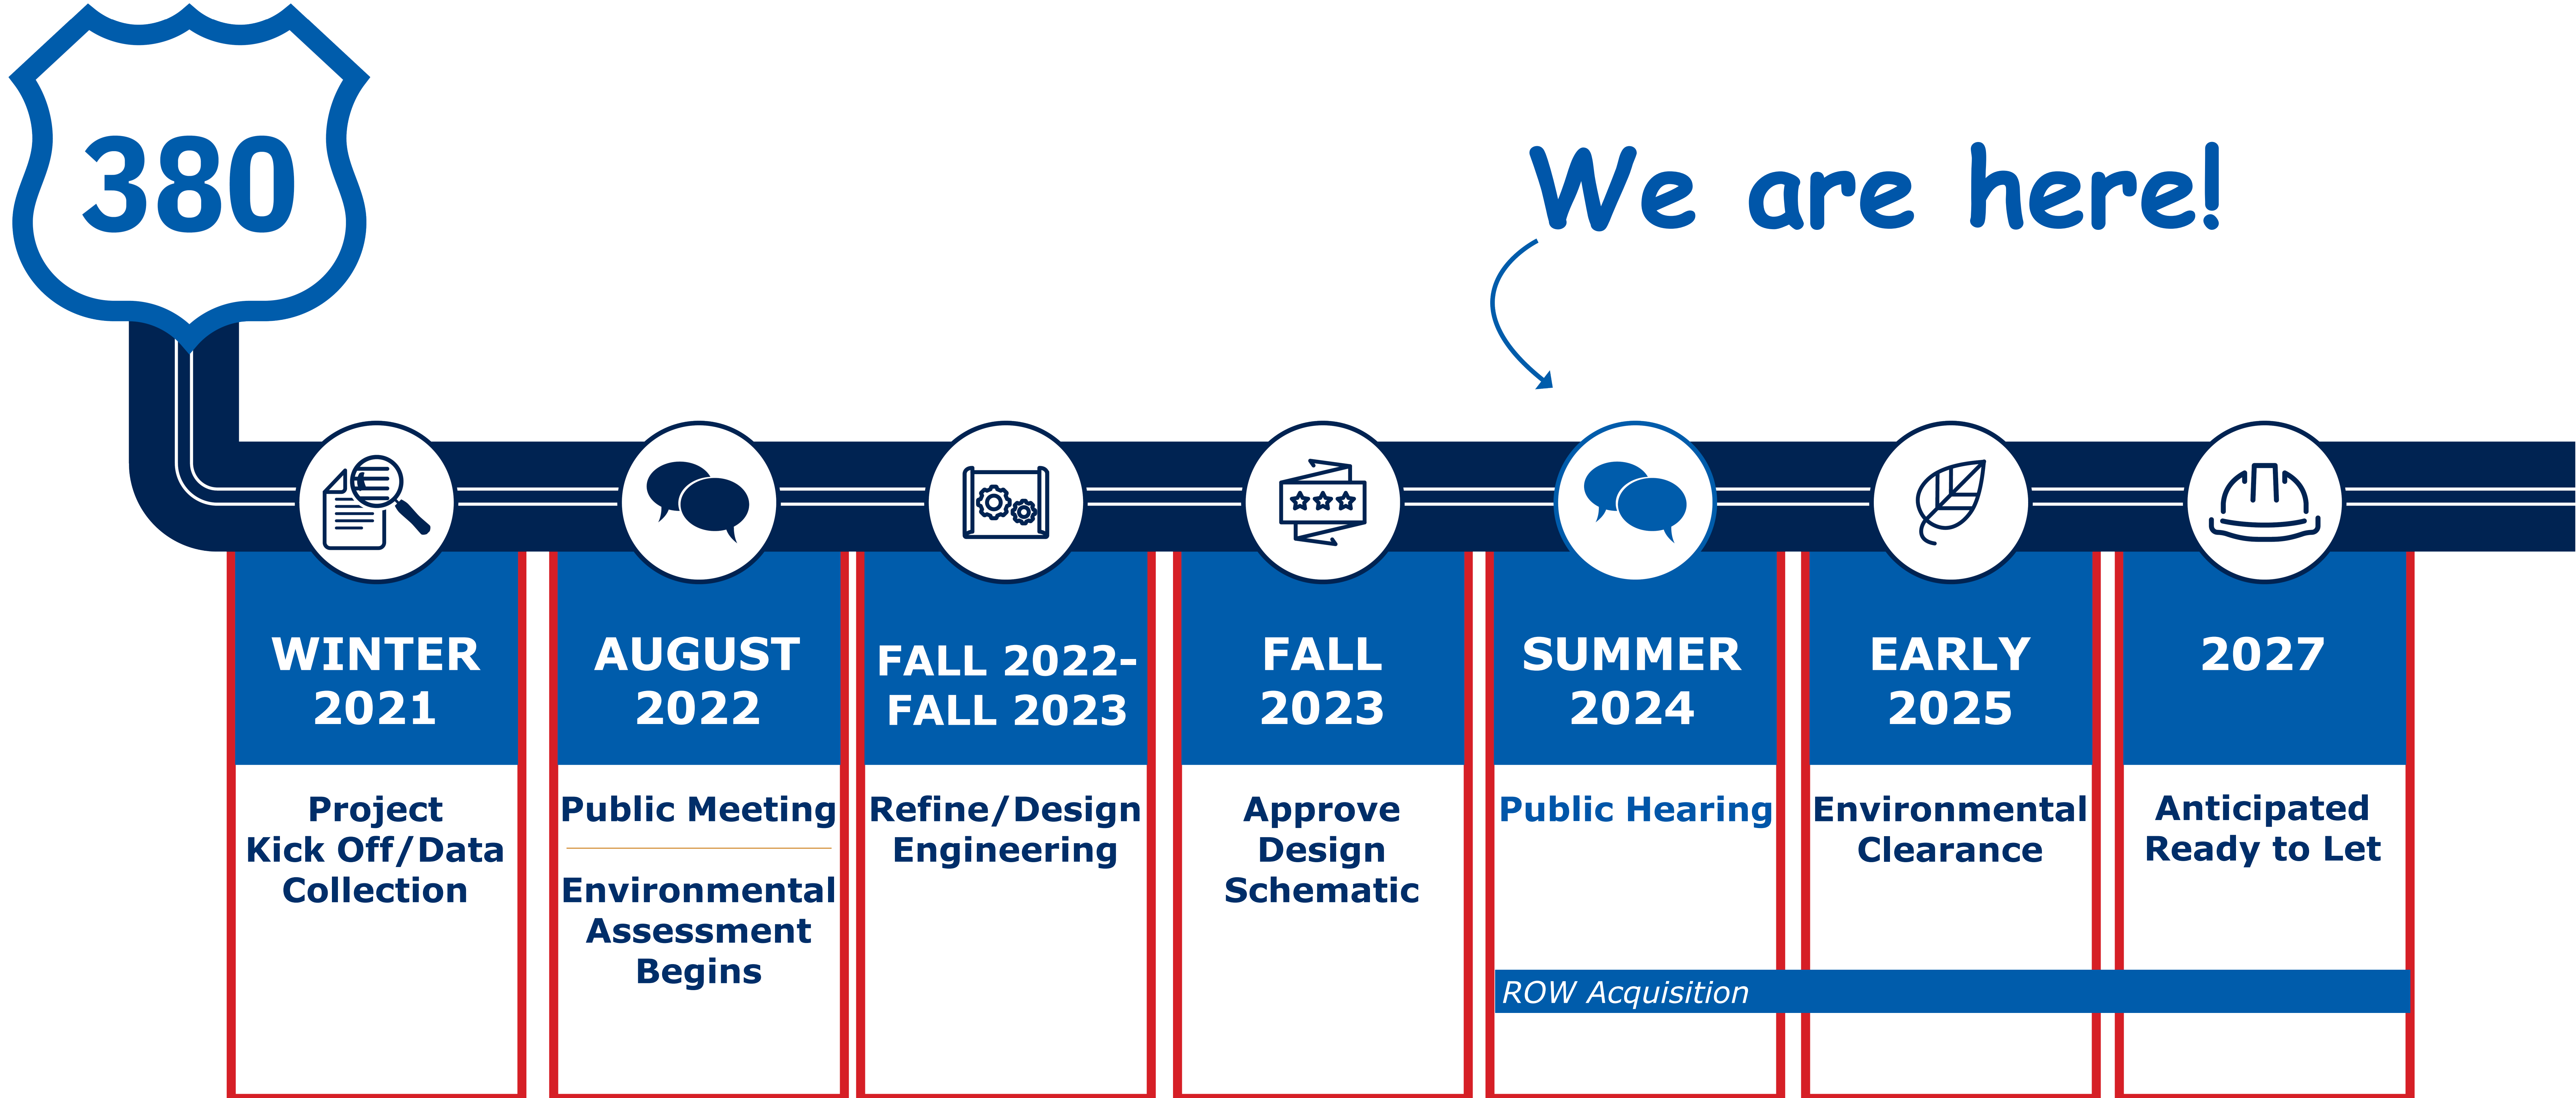 380
We are here!
WINTER
2021
Project
Kick Off/Data
Collection
AUGUST
2022
Public Meeting
Environmental
Assessment
Begins
FALL 2022-
FALL 2023
Refine/Design
Engineering
FALL
2023
Approve
Design
Schematic
SUMMER
2024
Public Hearing
EARLY
2025
Environmental
Clearance
2027
Anticipated
Ready to Let
ROW Acquisition